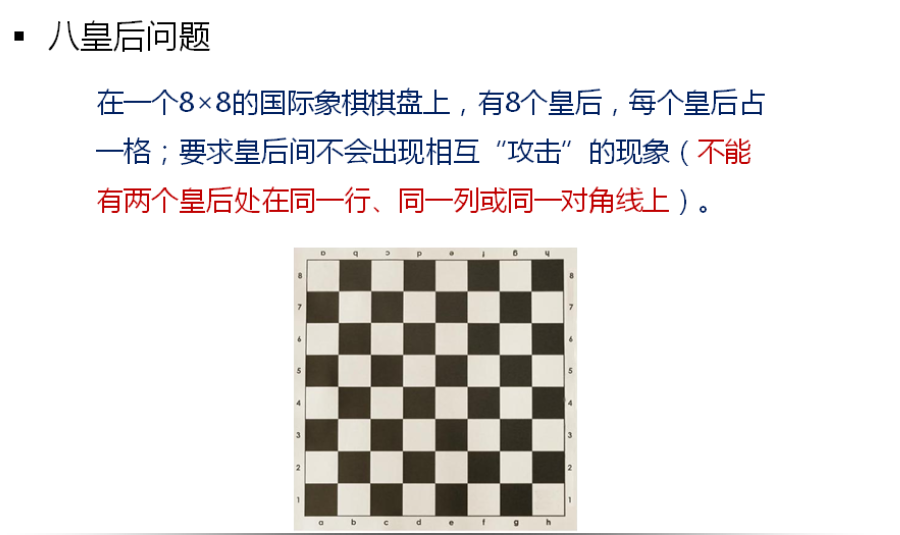 ▪ 八皇后问题
在一个8×8的国际象棋棋盘上，有8个皇后，每个皇后占
一格；要求皇后间不会出现相互“攻击”的现象（不能
有两个皇后处在同一行、同一列或同一对角线上）。
a b c d e f g h
8 8
7 7
6 6
5 5
4 4
3 3
2 2
1 1
a b c d e f g h